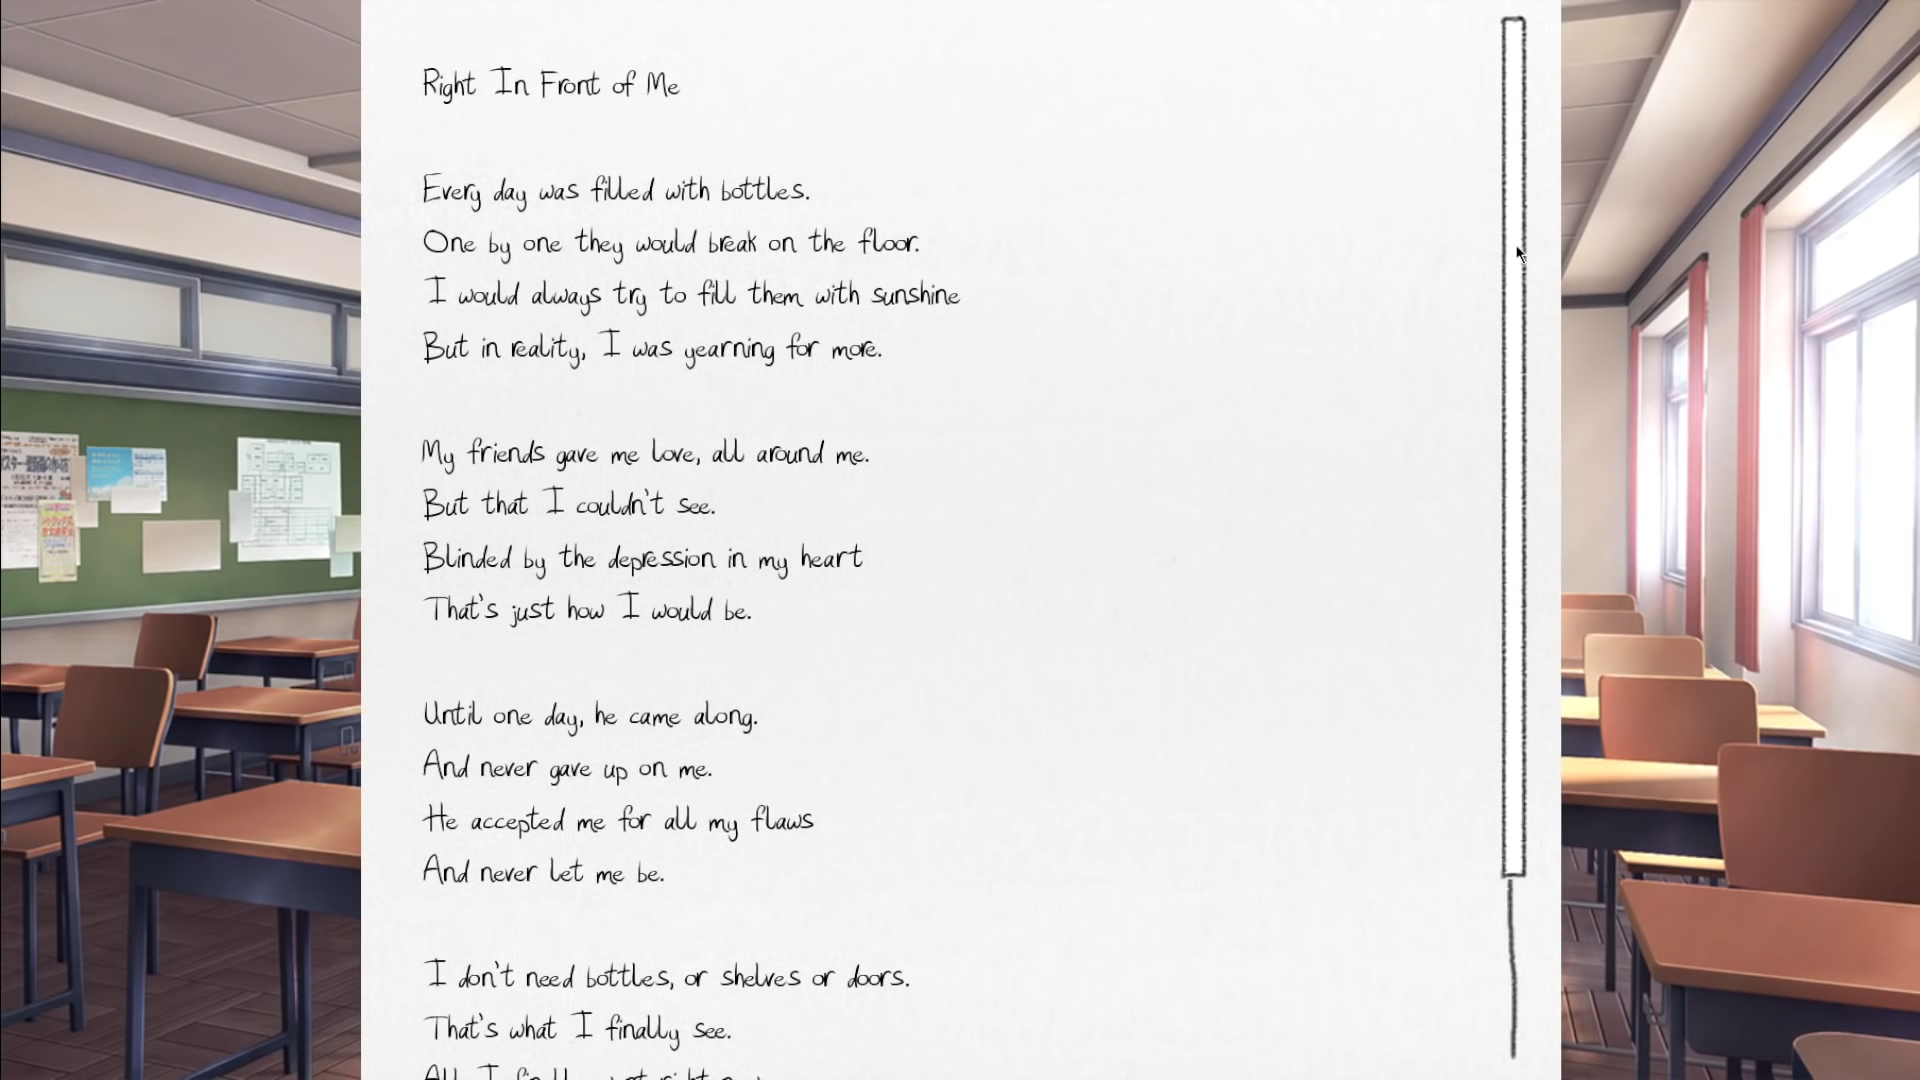 Right In Front of Me
Every day was filled with bottles.
One by one they would break on the floor.
I would always try to fill them with sunshine
But in reality, I was yearning for more.
My friends gave me love, all around me.
But that I couldn't see.
Blinded by the depression in my heart
That's just how I would be.
Until one day, he came along.
And never gave up on me.
He accepted me for all my flaws
And never let me be.
I don't need bottles, or shelves or doors.
That's what I finally see.
All I